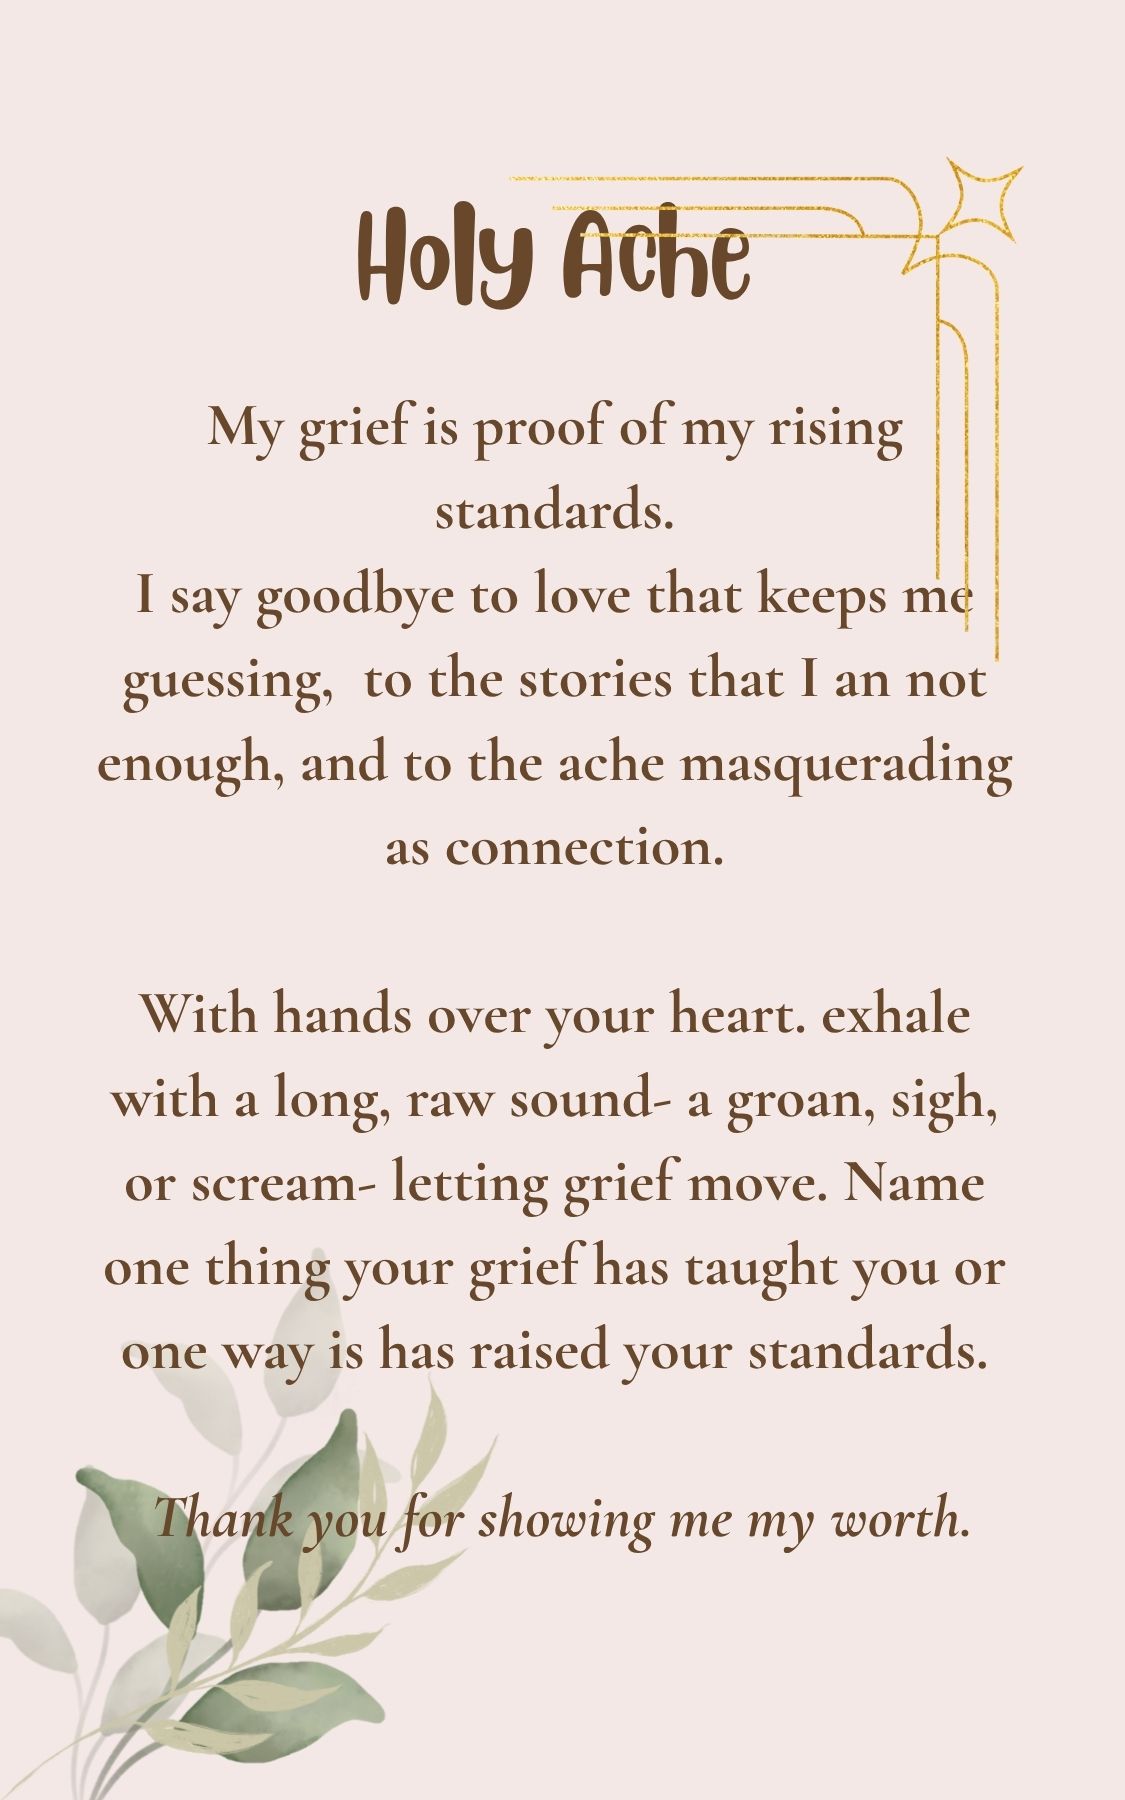 Holy Ache
My grief is proof of my rising
standards.
I say goodbye to love that keeps me
guessing,  to the stories that I an not
enough, and to the ache masquerading
as connection.
With hands over your heart. exhale
with a long, raw sound- a groan, sigh,
or scream- letting grief move. Name
one thing your grief has taught you or
one way is has raised your standards.
Thank you for showing me my worth.